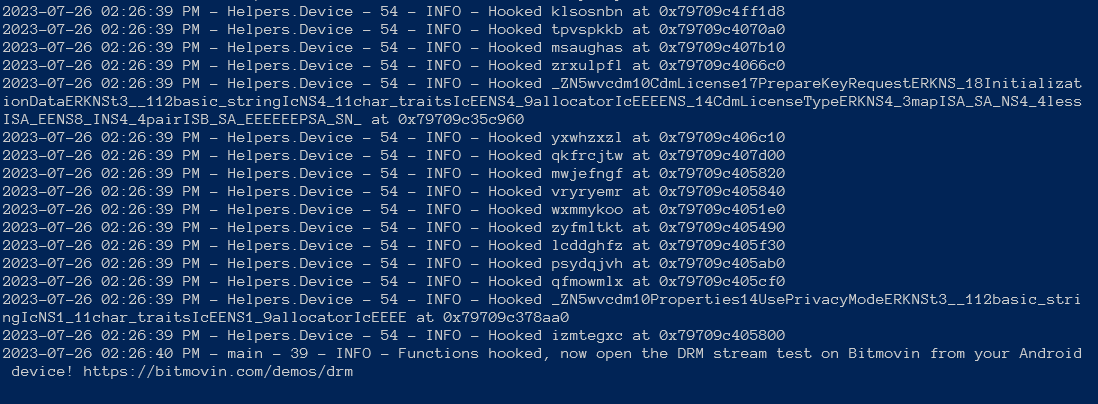 2023-07-26 02:26:39 PM - Helpers.Device - 54 - INFO - Hooked klsosnbn at 0x79709c4ff1d8
2023-07-26 02:26:39 PM - Helpers.Device - 54 - INFO - Hooked tpvspkkb at 0x79709c4070a0
2023-07-26 02:26:39 PM - Helpers.Device - 54 - INFO - Hooked msaughas at 0x79709c407b10
2023-07-26 02:26:39 PM - Helpers.Device - 54 - INFO - Hooked zrxulpfl at 0x79709c4066c0
2023-07-26 02:26:39 PM - Helpers.Device - 54 - INFO - Hooked _ZN5wvcdm10CdmLicense17PrepareKeyRequestERKNS_18Initializat
ionDataERKNSt3__112basic_stringIcNS4_11char_traitsIcEENS4_9allocatorIcEEEENS_14CdmLicenseTypeERKNS4_3mapISA_SA_NS4_4less
ISA_EENS8_INS4_4pairISB_SA_EEEEEEPSA_SN_ at 0x79709c35c960
2023-07-26 02:26:39 PM - Helpers.Device - 54 - INFO - Hooked yxwhzxzl at 0x79709c406c10
2023-07-26 02:26:39 PM - Helpers.Device - 54 - INFO - Hooked qkfrcjtw at 0x79709c407d00
2023-07-26 02:26:39 PM - Helpers.Device - 54 - INFO - Hooked mwjefngf at 0x79709c405820
2023-07-26 02:26:39 PM - Helpers.Device - 54 - INFO - Hooked vryryemr at 0x79709c405840
2023-07-26 02:26:39 PM - Helpers.Device - 54 - INFO - Hooked wxmmykoo at 0x79709c4051e0
2023-07-26 02:26:39 PM - Helpers.Device - 54 - INFO - Hooked zyfmltkt at 0x79709c405490
2023-07-26 02:26:39 PM - Helpers.Device - 54 - INFO - Hooked lcddghfz at 0x79709c405f30
2023-07-26 02:26:39 PM - Helpers.Device - 54 - INFO - Hooked psydqjvh at 0x79709c405ab0
2023-07-26 02:26:39 PM - Helpers.Device - 54 - INFO - Hooked qfmowmlx at 0x79709c405cf0
2023-07-26 02:26:39 PM - Helpers.Device - 54 - INFO - Hooked _ZN5wvcdm10Properties14UsePrivacyModeERKNSt3__112basic_stri
ngIcNS1_11char_traitsIcEENS1_9allocatorIcEEEE at 0x79709c378aa0
2023-07-26 02:26:39 PM - Helpers.Device - 54 - INFO - Hooked izmtegxc at 0x79709c405800
2023-07-26 02:26:40 PM - main - 39 - INFO - Functions hooked, now open the DRM stream test on Bitmovin from your Android
device! https://bitmovin.com/demos/drm